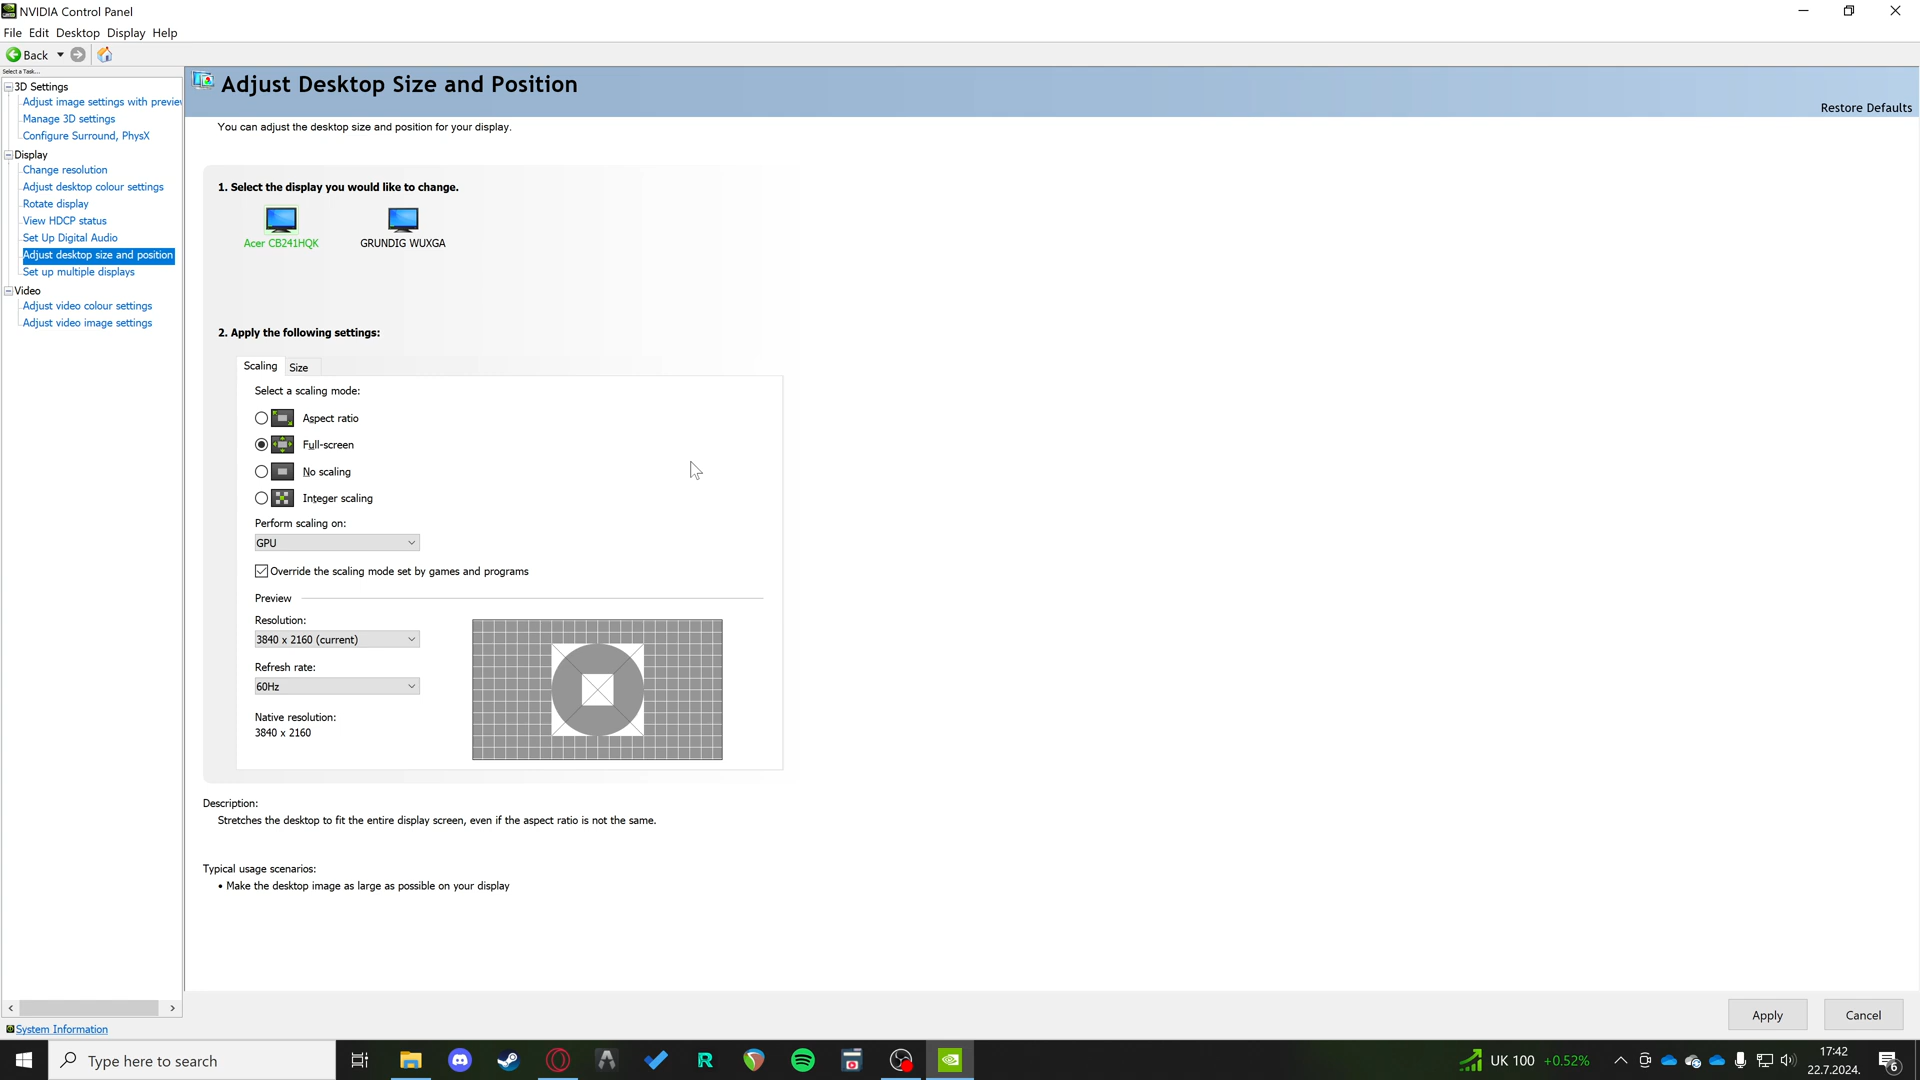 NVIDIA Control Panel
File Edit Desktop Display Help
Back
Select a Task...
3D Settings
Adjust image settings with preview
Manage 3D settings
Configure Surround, PhysX
Display
Change resolution
Adjust desktop colour settings
Rotate display
View HDCP status
Set Up Digital Audio
Adjust desktop size and position
Set up multiple displays
Video
Adjust video colour settings
Adjust video image settings
System Information
Adjust Desktop Size and Position
Restore Defaults
You can adjust the desktop size and position for your display.
1. Select the display you would like to change.
Acer CB241HQK GRUNDIG WUXGA
2. Apply the following settings:
Scaling Size
Select a scaling mode:
Aspect ratio
Full-screen
No scaling
Integer scaling
Perform scaling on:
GPU
Override the scaling mode set by games and programs
Preview
Resolution:
3840 x 2160 (current)
Refresh rate:
60Hz
Native resolution:
3840 x 2160
Description:
Stretches the desktop to fit the entire display screen, even if the aspect ratio is not the same.
Typical usage scenarios:
• Make the desktop image as large as possible on your display
Apply Cancel
Type here to search
R
UK 100 +0.52%
17:42
22.7.2024.
6